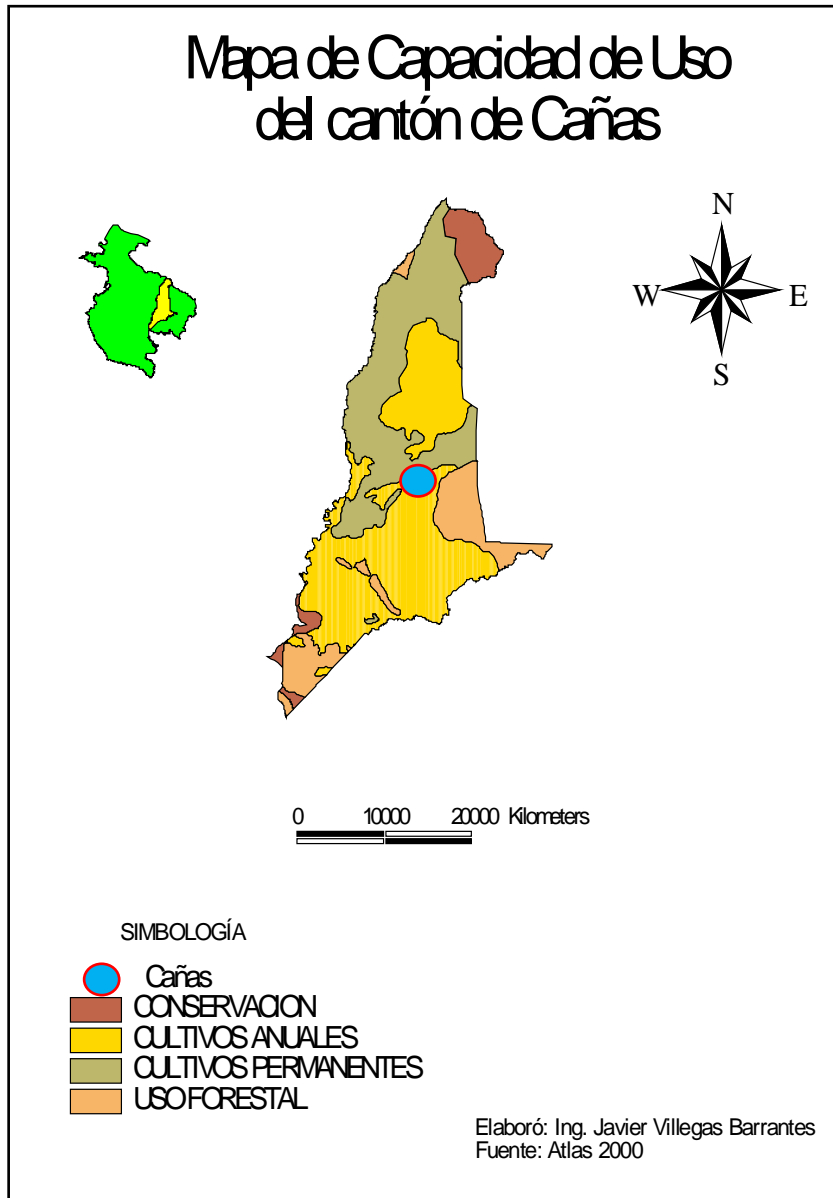 Mapa de Capacidad de Uso
del cantón de Cañas
N
W E
S
0 10000 20000 Kilometers
SIMBOLOGÍA
Cañas
CONSERVACION
CULTIVOS ANUALES
CULTIVOS PERMANENTES
USO FORESTAL
Elaboró: Ing. Javier Villegas Barrantes
Fuente: Atlas 2000